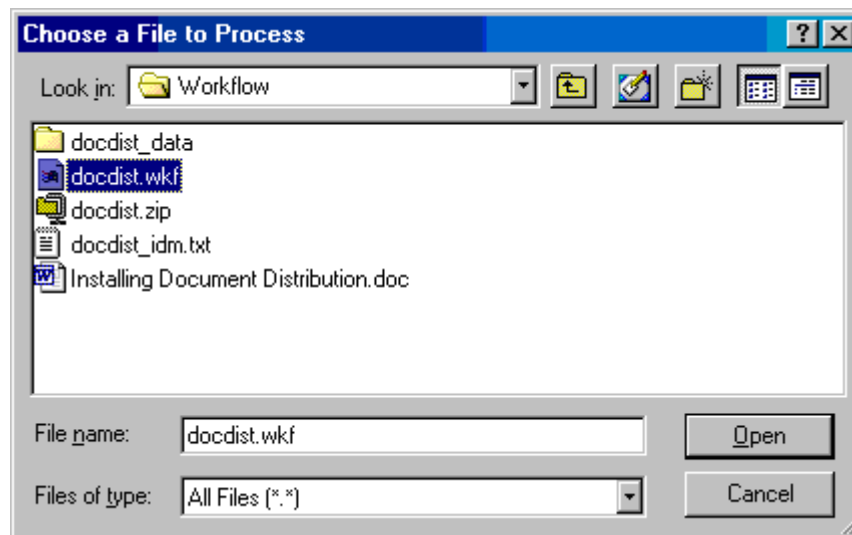 Choose a File to Process
Look in: Workflow
docdist_data
docdist.wkf
docdist.zip
docdist_idm.txt
Installing Document Distribution.doc
File name: docdist.wkf Open
Files of type: All Files (*.*) Cancel